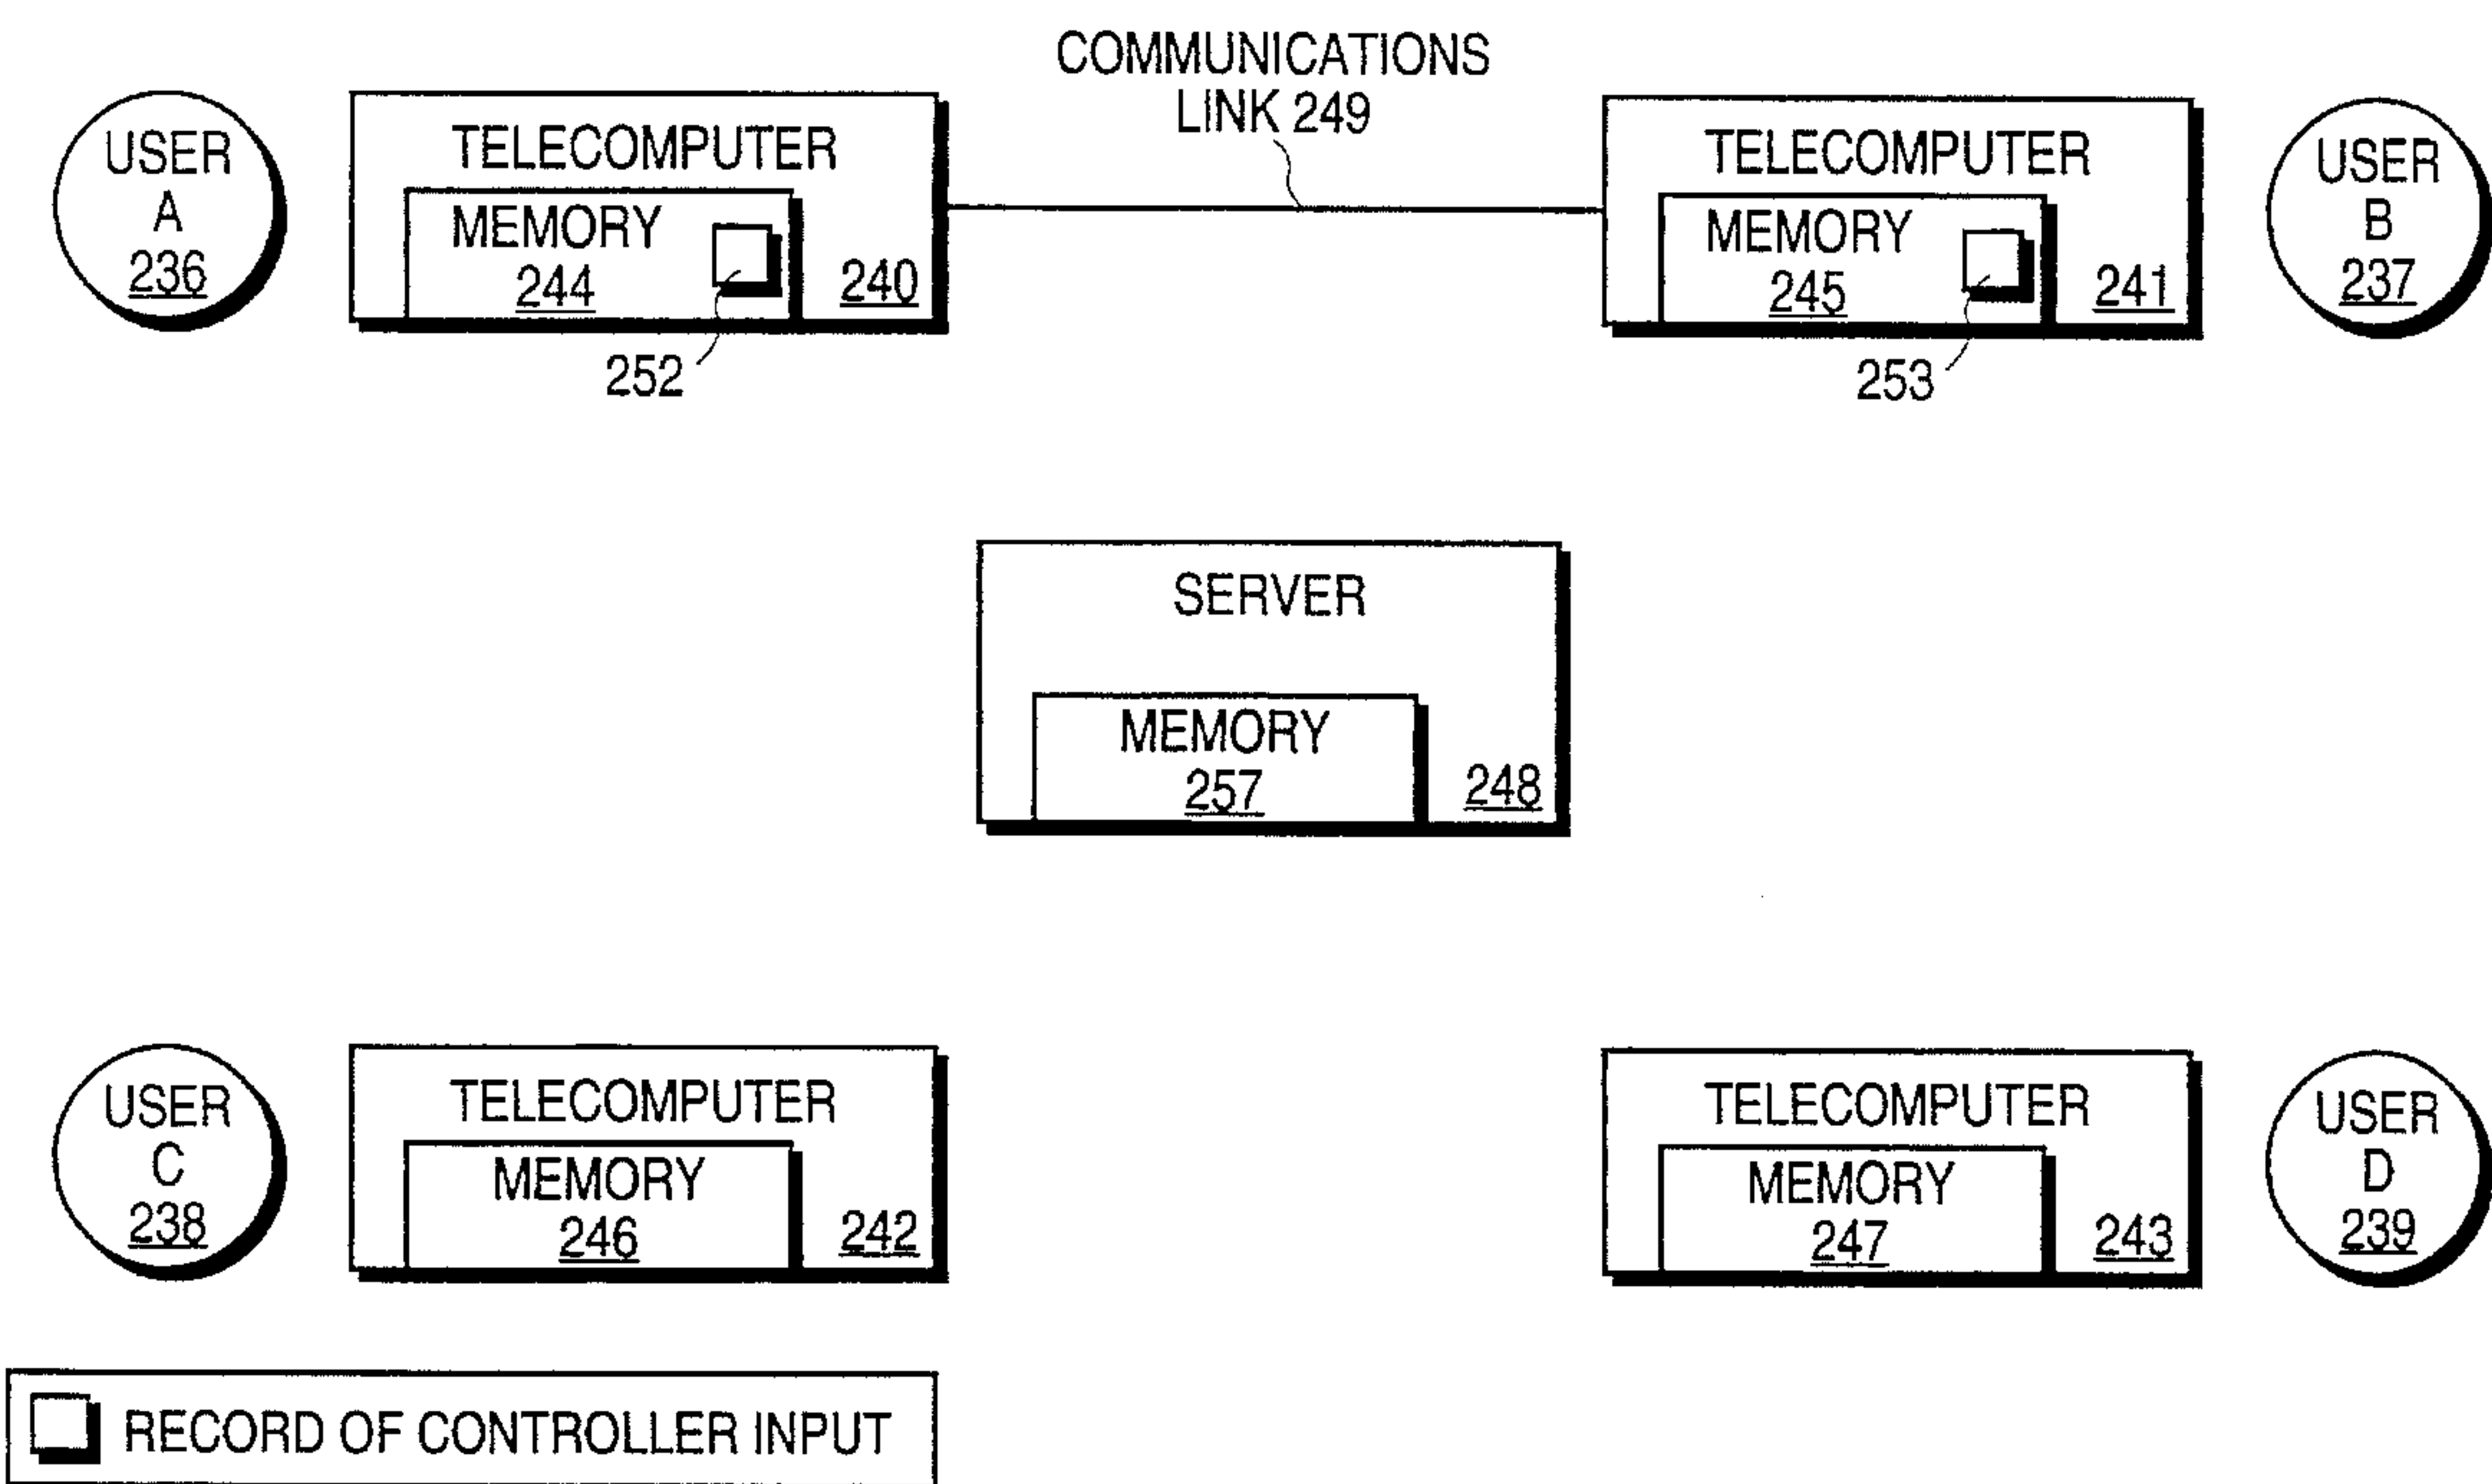 COMMUNICATIONS
LINK 249
USER
A
236
TELECOMPUTER
MEMORY
244
240
252
TELECOMPUTER
MEMORY
245
241
253
USER
B
237
SERVER
MEMORY
257
248
USER
C
238
TELECOMPUTER
MEMORY
246
242
TELECOMPUTER
MEMORY
247
243
USER
D
239
RECORD OF CONTROLLER INPUT